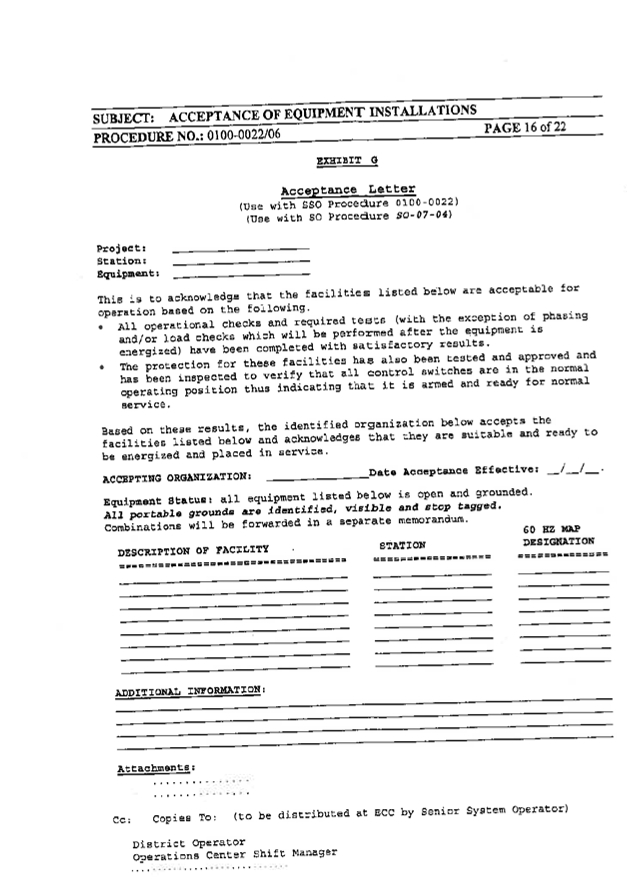 SUBJECT: ACCEPTANCE OF EQUIPMENT INSTALLATIONS
PROCEDURE NO.: 0100-0022/06 PAGE 16 of 22
EXHIBIT G
Acceptance Letter
(Use with SSO Procedure 0100-0022)
(Use with SO Procedure SO-07-04)
Project:
Station:
Equipment:
This is to acknowledge that the facilities listed below are acceptable for
operation based on the following.
• All operational checks and required tests (with the exception of phasing
and/or load checks which will be performed after the equipment is
energized) have been completed with satisfactory results.
• The protection for these facilities has also been tested and approved and
has been inspected to verify that all control switches are in the normal
operating position thus indicating that it is armed and ready for normal
service.
Based on these results, the identified organization below accepts the
facilities listed below and acknowledges that they are suitable and ready to
be energized and placed in service.
ACCEPTING ORGANIZATION: ________________ Date Acceptance Effective: __/__/__.
Equipment Status: all equipment listed below is open and grounded.
All portable grounds are identified, visible and stop tagged.
Combinations will be forwarded in a separate memorandum.
60 HZ MAP
DESCRIPTION OF FACILITY STATION DESIGNATION
ADDITIONAL INFORMATION:
Attachments:
Cc: Copies To: (to be distributed at ECC by Senior System Operator)
District Operator
Operations Center Shift Manager